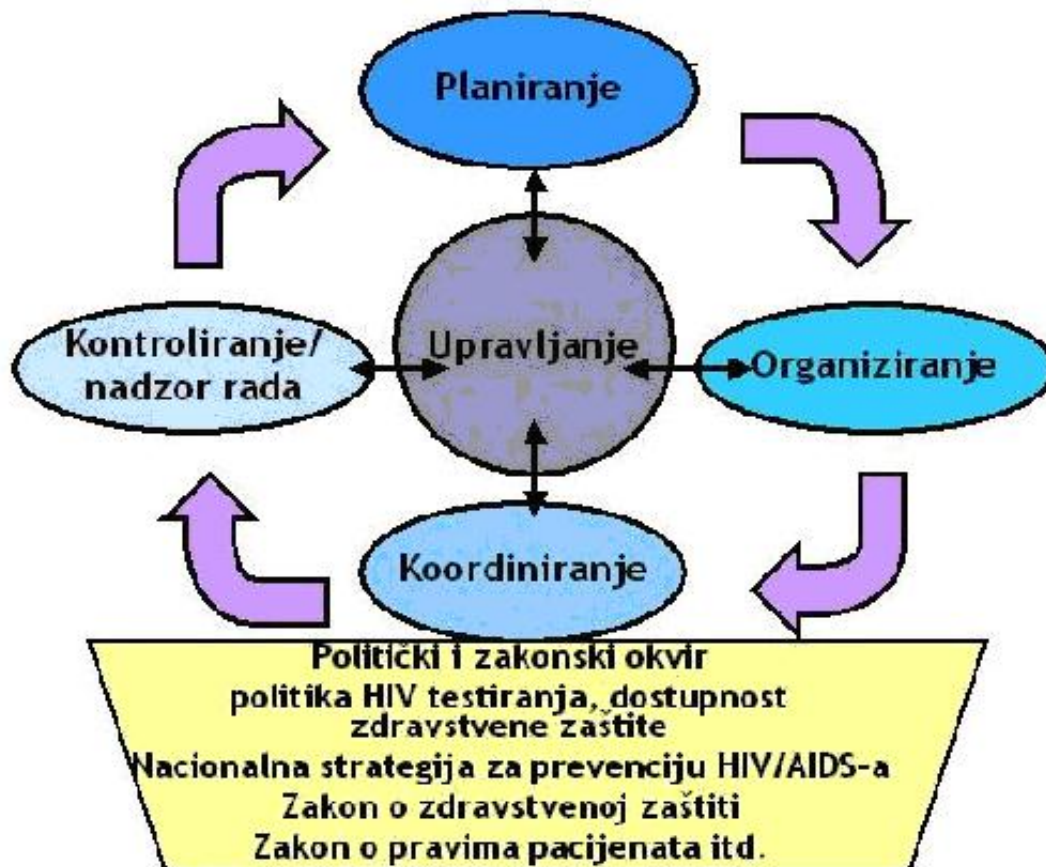 Planiranje
Kontroliranje/
nadzor rada
Upravljanje
Organiziranje
Koordiniranje
Politički i zakonski okvir
politika HIV testiranja, dostupnost
zdravstvene zaštite
Nacionalna strategija za prevenciju HIV/AIDS-a
Zakon o zdravstvenoj zaštiti
Zakon o pravima pacijenata itd.